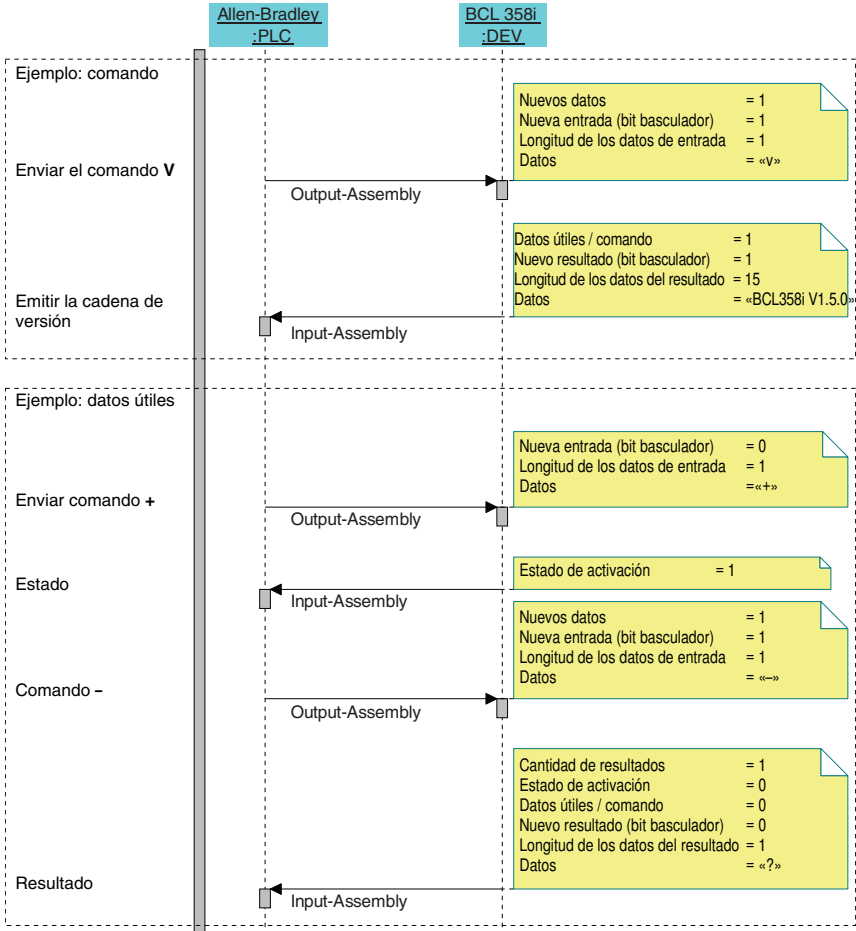 Allen-Bradley
:PLC
BCL 358i
:DEV
Ejemplo: comando
Nuevos datos = 1
Nueva entrada (bit basculador) = 1
Longitud de los datos de entrada = 1
Datos = «v»
Enviar el comando V
Output-Assembly
Datos útiles / comando = 1
Nuevo resultado (bit basculador) = 1
Longitud de los datos del resultado = 15
Datos = «BCL358i V1.5.0»
Emitir la cadena de
versión
Input-Assembly
Ejemplo: datos útiles
Nueva entrada (bit basculador) = 0
Longitud de los datos de entrada = 1
Datos =«+»
Enviar comando +
Output-Assembly
Estado de activación = 1
Estado
Input-Assembly
Nuevos datos = 1
Nueva entrada (bit basculador) = 1
Longitud de los datos de entrada = 1
Datos = «–»
Comando –
Output-Assembly
Cantidad de resultados = 1
Estado de activación = 0
Datos útiles / comando = 0
Nuevo resultado (bit basculador) = 0
Longitud de los datos del resultado = 1
Datos = «?»
Resultado
Input-Assembly